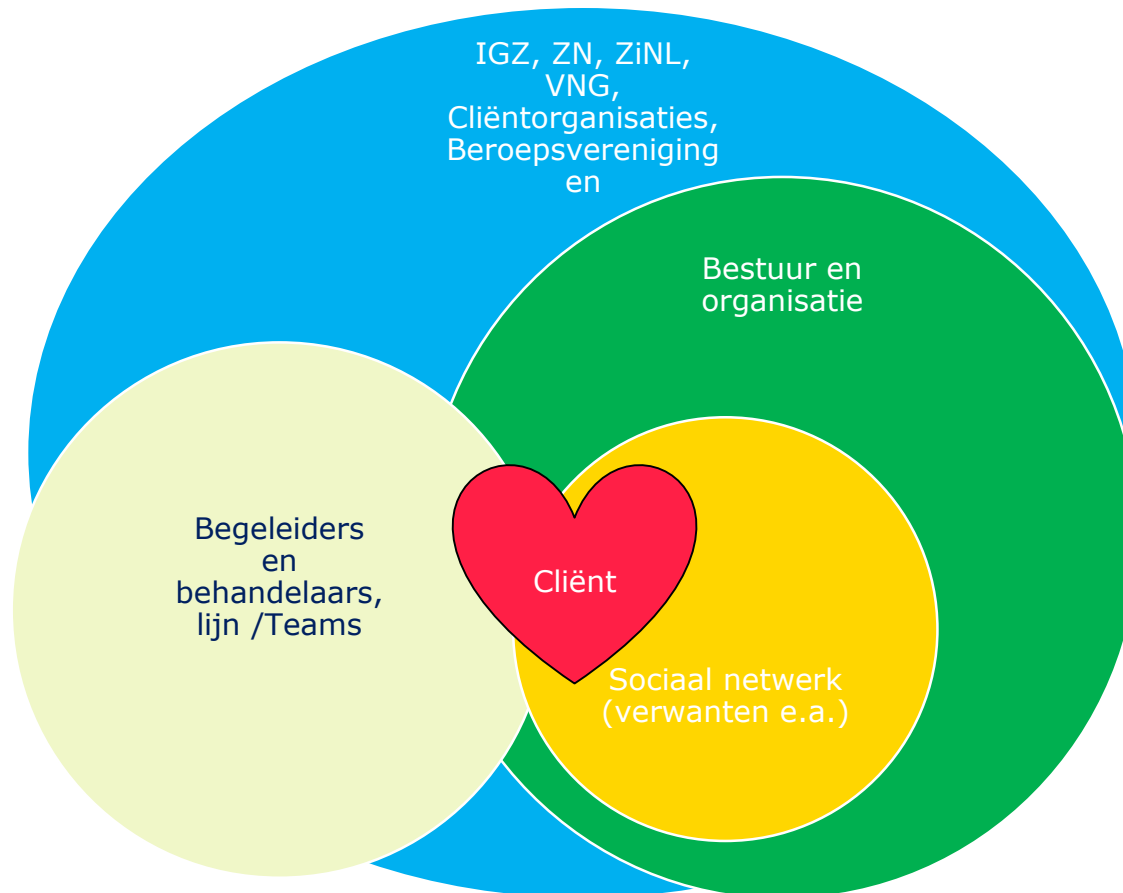 IGZ, ZN, ZiNL,
VNG,
Cliëntorganisaties,
Beroepsvereniging
en
Bestuur en
organisatie
Begeleiders
en
behandelaars,
lijn /Teams
Cliënt
Sociaal netwerk
(verwanten e.a.)